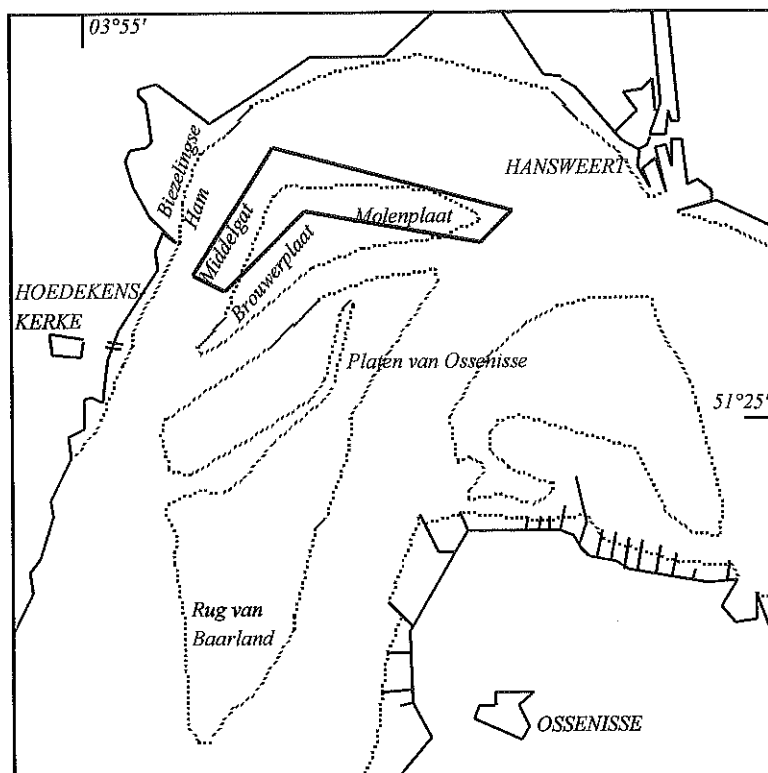 03°55'
HANSWEERT
Biezelingse
Ham
Middelgat
Molenplaat
Brouwerplaat
HOEDEKENS-
KERKE
Platen van Ossenisse
51°25'
Rug van
Baarland
OSSENISSE